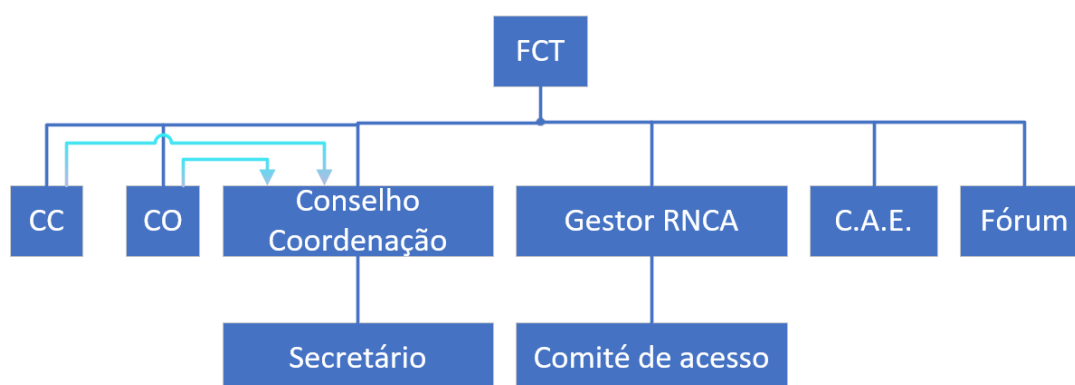 FCT
CC
CO
Conselho
Coordenação
Gestor RNCA
C.A.E.
Fórum
Secretário
Comité de acesso